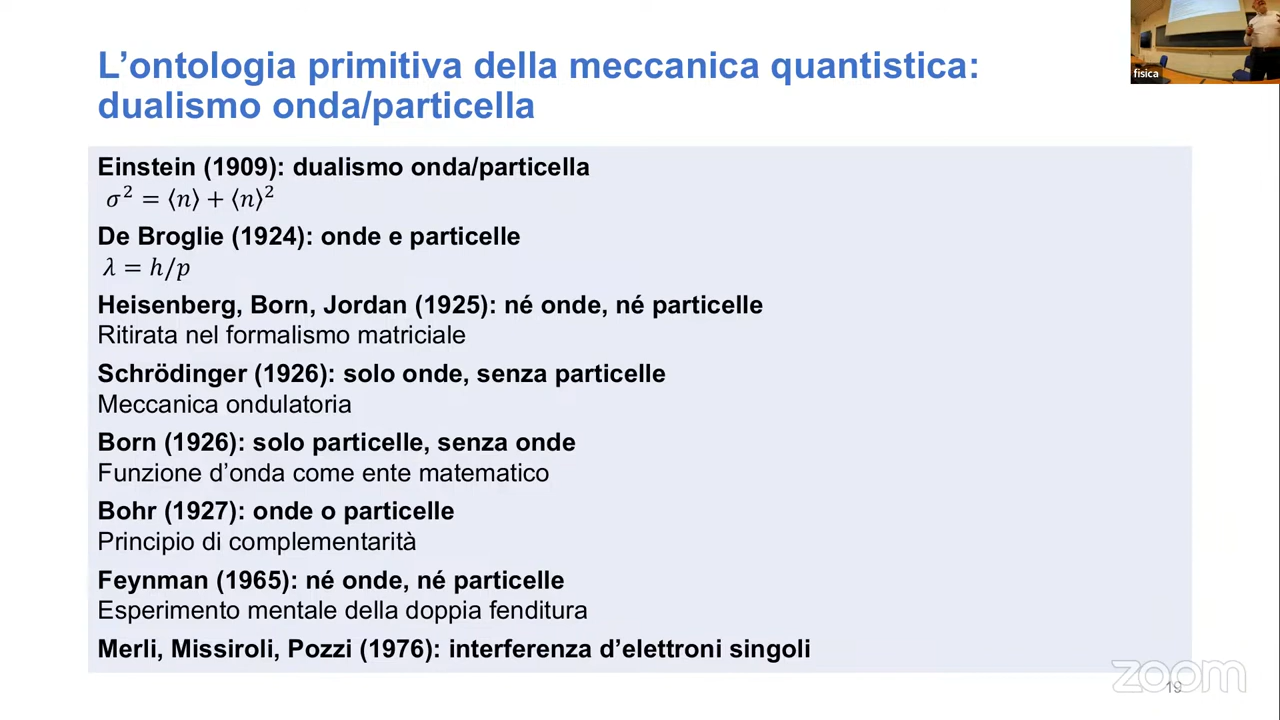 L’ontologia primitiva della meccanica quantistica:
dualismo onda/particella
fisica
Einstein (1909): dualismo onda/particella
σ² = ⟨n⟩ + ⟨n⟩²
De Broglie (1924): onde e particelle
λ = h/p
Heisenberg, Born, Jordan (1925): né onde, né particelle
Ritirata nel formalismo matriciale
Schrödinger (1926): solo onde, senza particelle
Meccanica ondulatoria
Born (1926): solo particelle, senza onde
Funzione d’onda come ente matematico
Bohr (1927): onde o particelle
Principio di complementarità
Feynman (1965): né onde, né particelle
Esperimento mentale della doppia fenditura
Merli, Missiroli, Pozzi (1976): interferenza d’elettroni singoli
zoom
19